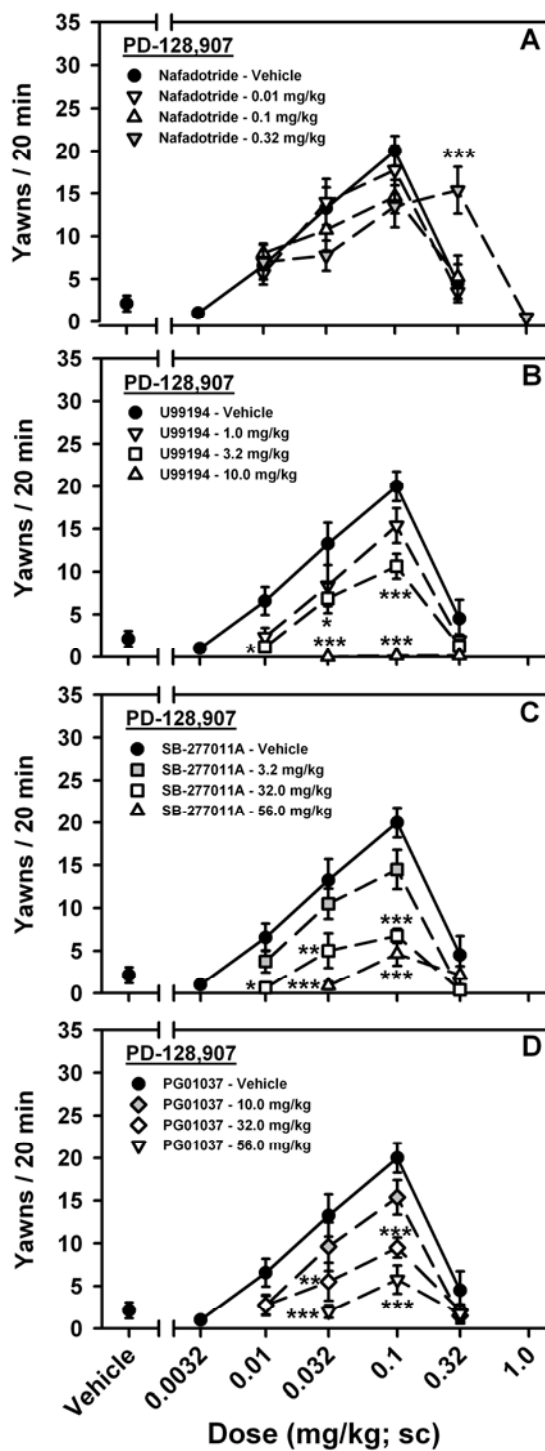 A
PD-128,907
Nafadotride - Vehicle
Nafadotride - 0.01 mg/kg
Nafadotride - 0.1 mg/kg
Nafadotride - 0.32 mg/kg
***
Yawns / 20 min
35
30
25
20
15
10
5
0
B
PD-128,907
U99194 - Vehicle
U99194 - 1.0 mg/kg
U99194 - 3.2 mg/kg
U99194 - 10.0 mg/kg
***
*
*
***
***
Yawns / 20 min
35
30
25
20
15
10
5
0
C
PD-128,907
SB-277011A - Vehicle
SB-277011A - 3.2 mg/kg
SB-277011A - 32.0 mg/kg
SB-277011A - 56.0 mg/kg
***
**
*
***
***
Yawns / 20 min
35
30
25
20
15
10
5
0
D
PD-128,907
PG01037 - Vehicle
PG01037 - 10.0 mg/kg
PG01037 - 32.0 mg/kg
PG01037 - 56.0 mg/kg
***
**
***
***
Yawns / 20 min
35
30
25
20
15
10
5
0
Vehicle
0.0032
0.01
0.032
0.1
0.32
1.0
Dose (mg/kg; sc)